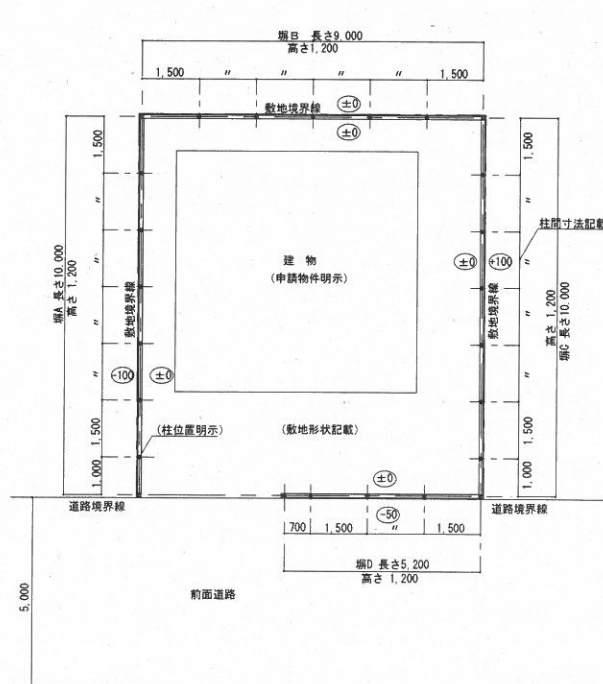 塀B 長さ9,000
高さ1,200
1,500 〃 〃 〃 〃 1,500
敷地境界線 ±0
±0
塀A 長さ10,000
高さ 1,200
1,500
〃
〃
〃
〃
1,500
1,000
敷地境界線
-100 ±0
建 物
(申請物件明示)
±0 +100
敷地境界線
1,500
〃
〃
〃
〃
1,500
1,000
柱間寸法記載
高さ 1,200
塀C 長さ10,000
(柱位置明示)
(敷地形状記載)
±0
道路境界線
-50
道路境界線
700 1,500 〃 1,500
塀D 長さ5,200
高さ 1,200
前面道路
5,000